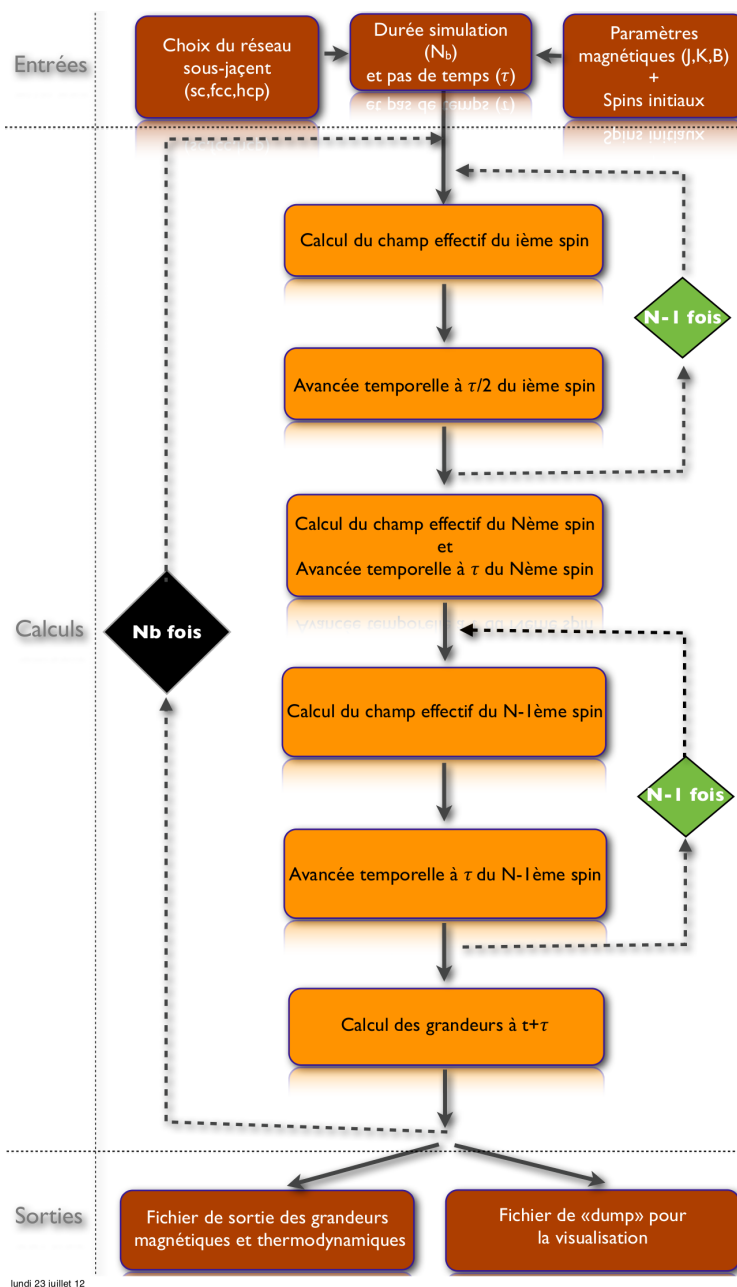 Entrées
Choix du réseau
sous-jaçent
(sc,fcc,hcp)
Durée simulation
(Nb)
et pas de temps (τ)
Paramètres
magnétiques (J,K,B)
+
Spins initiaux
Calcul du champ effectif du ième spin
N-1 fois
Avancée temporelle à τ/2 du ième spin
Calcul du champ effectif du Nème spin
et
Avancée temporelle à τ du Nème spin
Calculs
Nb fois
Calcul du champ effectif du N-1ème spin
N-1 fois
Avancée temporelle à τ du N-1ème spin
Calcul des grandeurs à t+τ
Sorties
Fichier de sortie des grandeurs
magnétiques et thermodynamiques
Fichier de «dump» pour
la visualisation
lundi 23 juillet 12